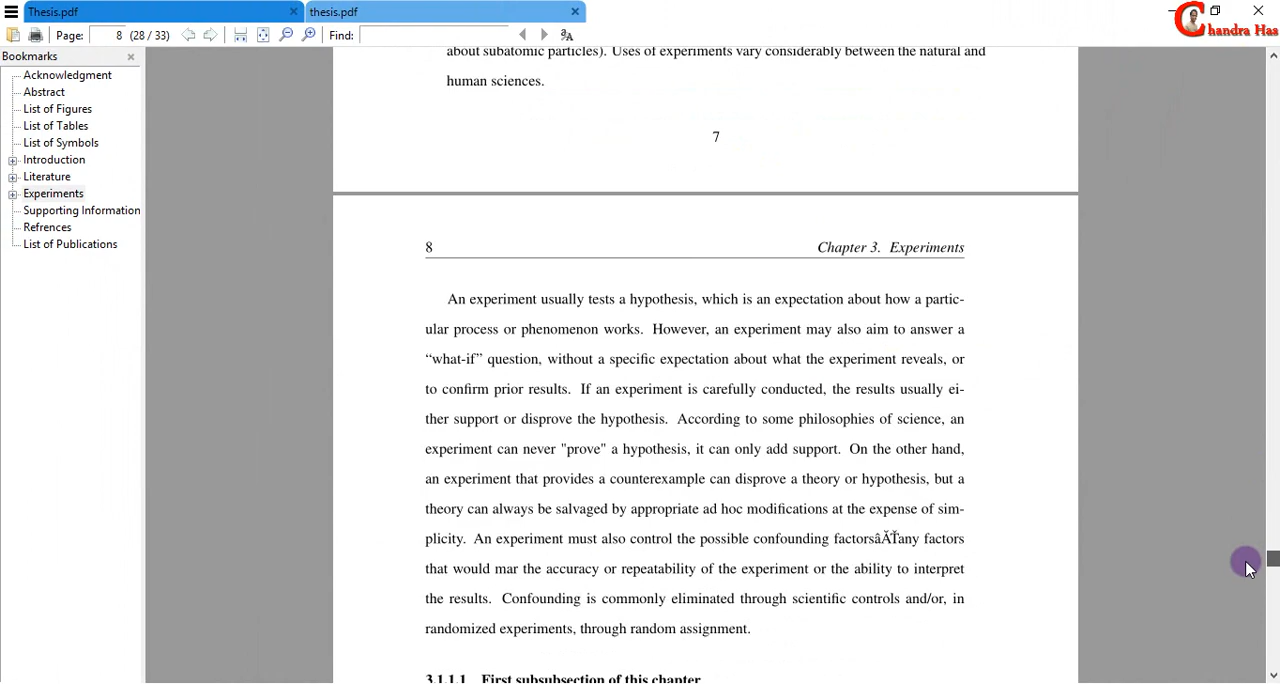 Thesis.pdf
thesis.pdf
Chandra Has
Page: 8 (28 / 33) Find:
Bookmarks
Acknowledgment
Abstract
List of Figures
List of Tables
List of Symbols
Introduction
Literature
Experiments
Supporting Information
Refrences
List of Publications
about subatomic particles). Uses of experiments vary considerably between the natural and
human sciences.
7
8 Chapter 3. Experiments
An experiment usually tests a hypothesis, which is an expectation about how a partic-
ular process or phenomenon works. However, an experiment may also aim to answer a
“what-if” question, without a specific expectation about what the experiment reveals, or
to confirm prior results. If an experiment is carefully conducted, the results usually ei-
ther support or disprove the hypothesis. According to some philosophies of science, an
experiment can never "prove" a hypothesis, it can only add support. On the other hand,
an experiment that provides a counterexample can disprove a theory or hypothesis, but a
theory can always be salvaged by appropriate ad hoc modifications at the expense of sim-
plicity. An experiment must also control the possible confounding factorsâĂŤany factors
that would mar the accuracy or repeatability of the experiment or the ability to interpret
the results. Confounding is commonly eliminated through scientific controls and/or, in
randomized experiments, through random assignment.
3.1.1.1 First subsubsection of this chapter